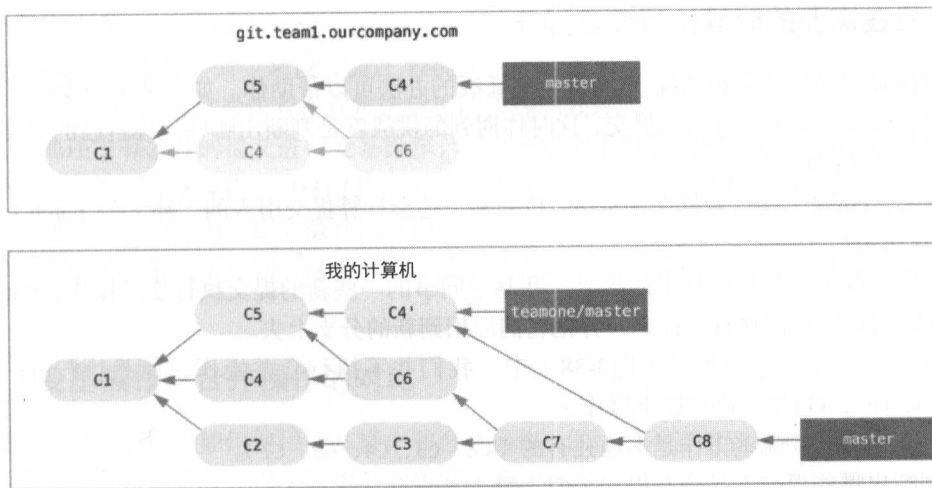 git.team1.ourcompany.com
C5 C4' master
C1 C4 C6
我的计算机
C5 C4' teamone/master
C1 C4 C6
C2 C3 C7 C8 master